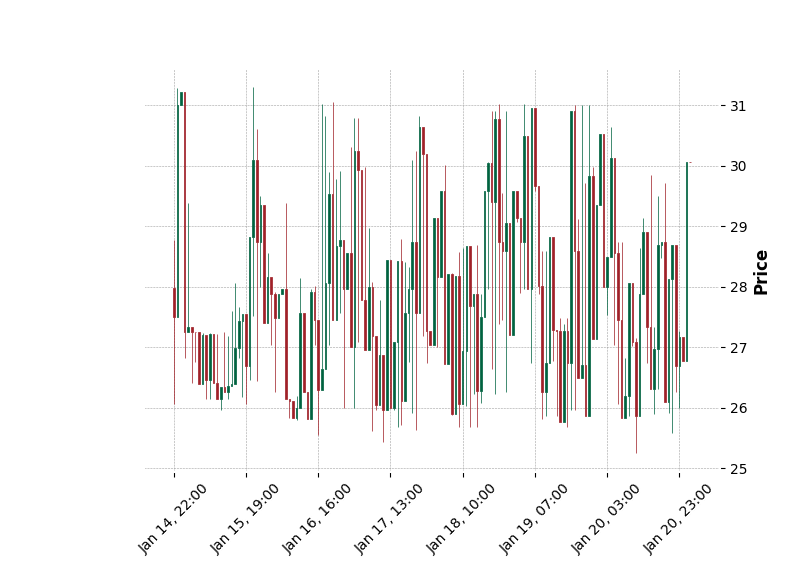 31
30
29
28
27
26
25
Price
Jan 14, 22:00
Jan 15, 19:00
Jan 16, 16:00
Jan 17, 13:00
Jan 18, 10:00
Jan 19, 07:00
Jan 20, 03:00
Jan 20, 23:00